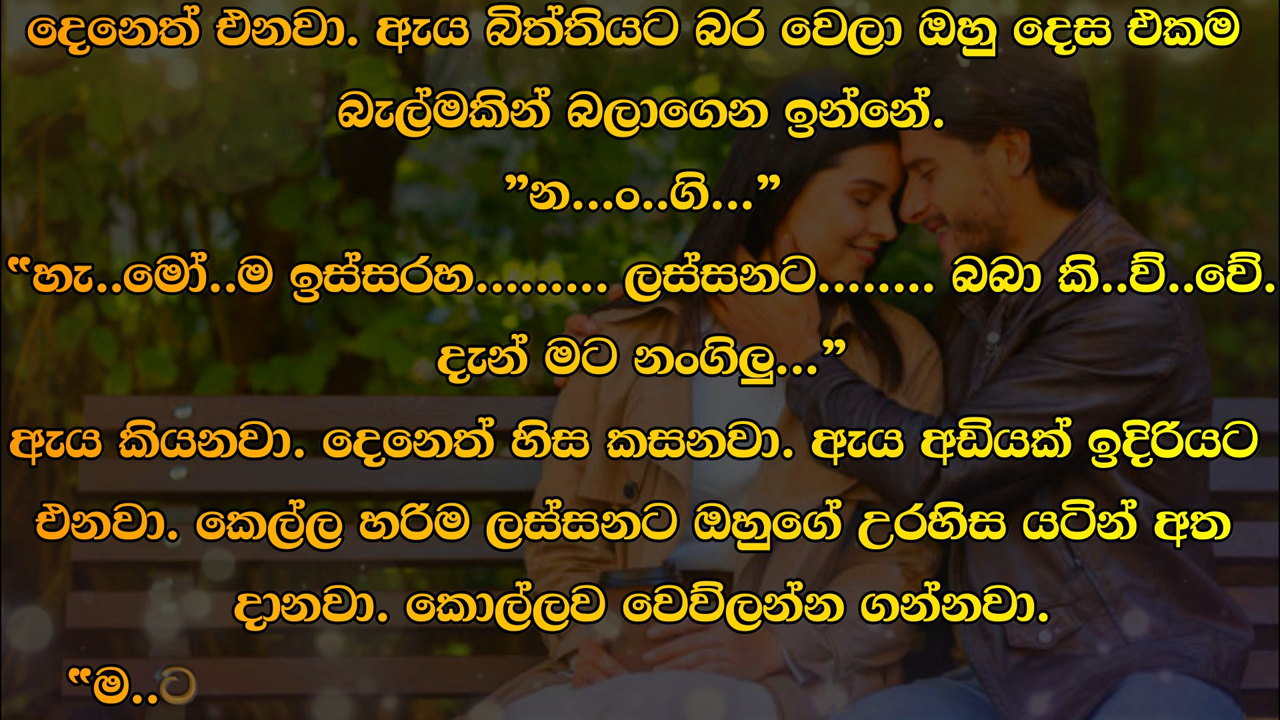 දෙනෙත් එනවා. ඇය බිත්තියට බර වෙලා ඔහු දෙස එකම
බැල්මකින් බලාගෙන ඉන්නේ.
”න...ං..ගි...”
“හැ..මෝ..ම ඉස්සරහ......... ලස්සනට........ බබා කි..ව්..වේ.
දැන් මට නංගිලු...”
ඇය කියනවා. දෙනෙත් හිස කසනවා. ඇය අඩියක් ඉදිරියට
එනවා. කෙල්ල හරිම ලස්සනට ඔහුගේ උරහිස යටින් අත
දානවා. කොල්ලව වෙව්ලන්න ගන්නවා.
“ම..ට